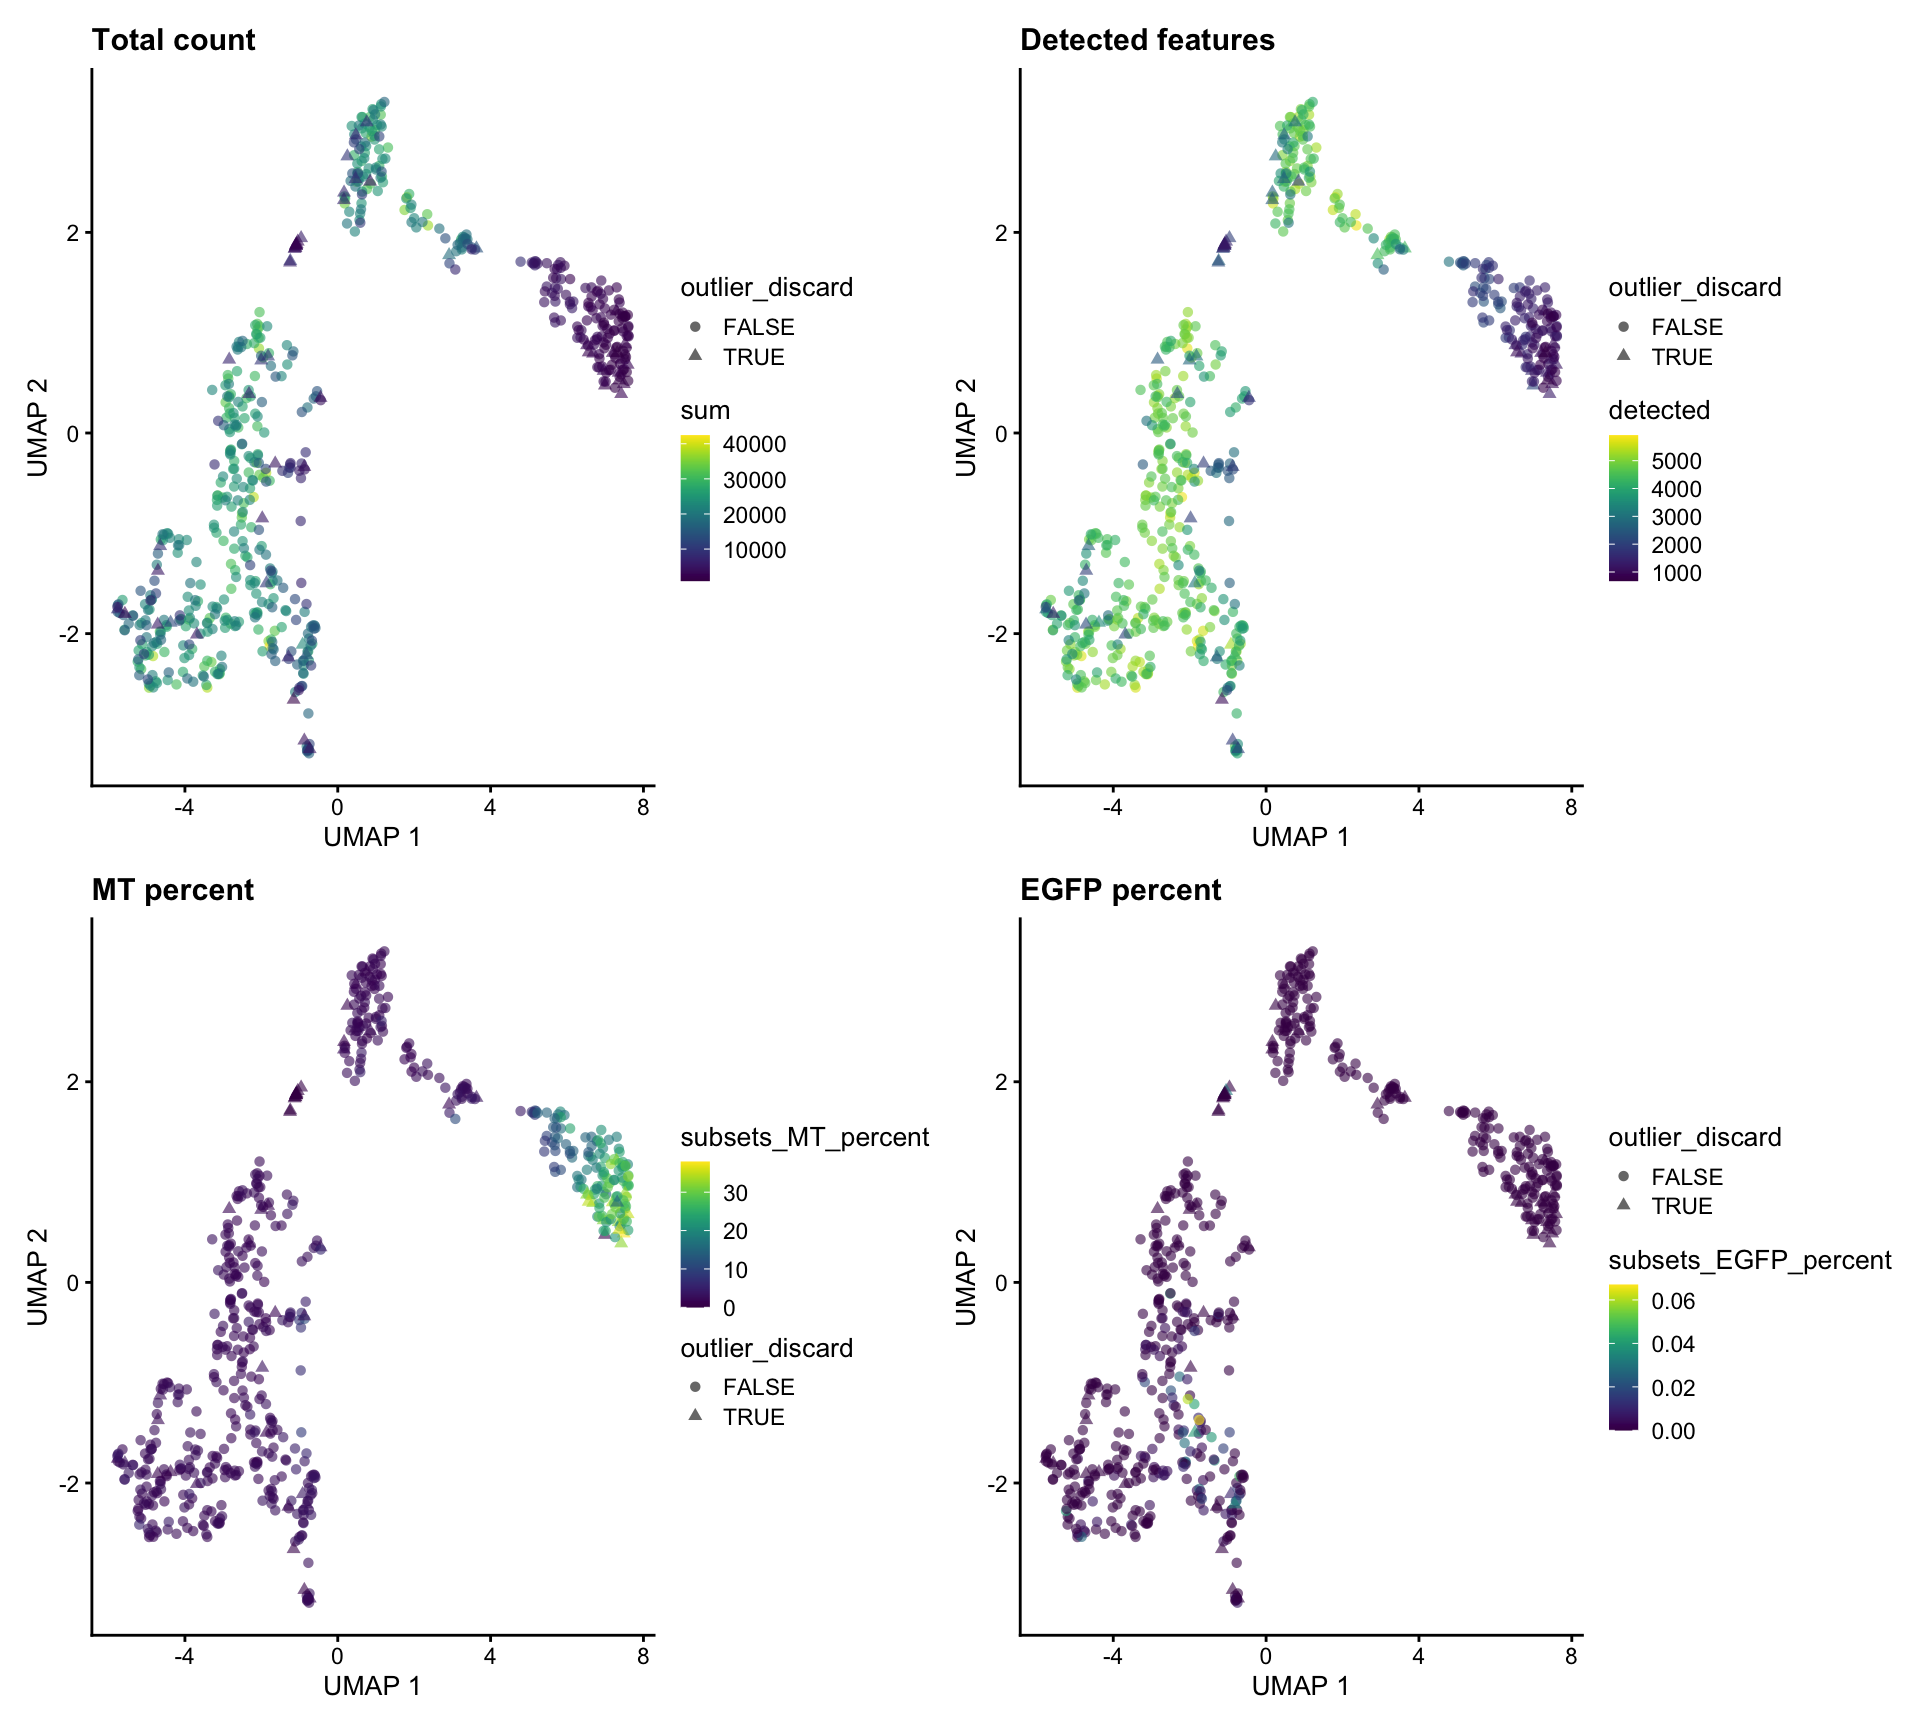 Total count
2
0
-2
-4
0
4
8
UMAP 1
UMAP 2
outlier_discard
FALSE
TRUE
sum
40000
30000
20000
10000
Detected features
2
0
-2
-4
0
4
8
UMAP 1
UMAP 2
outlier_discard
FALSE
TRUE
detected
5000
4000
3000
2000
1000
MT percent
2
0
-2
-4
0
4
8
UMAP 1
UMAP 2
subsets_MT_percent
30
20
10
0
outlier_discard
FALSE
TRUE
EGFP percent
2
0
-2
-4
0
4
8
UMAP 1
UMAP 2
outlier_discard
FALSE
TRUE
subsets_EGFP_percent
0.06
0.04
0.02
0.00